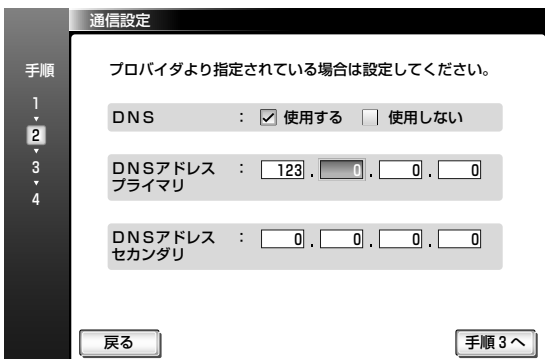 通信設定
手順
1
2
3
4
プロバイダより指定されている場合は設定してください。
DNS : 使用する 使用しない
DNSアドレス : 123 . 0 . 0 . 0
プライマリ
DNSアドレス : 0 . 0 . 0 . 0
セカンダリ
戻る 手順3へ